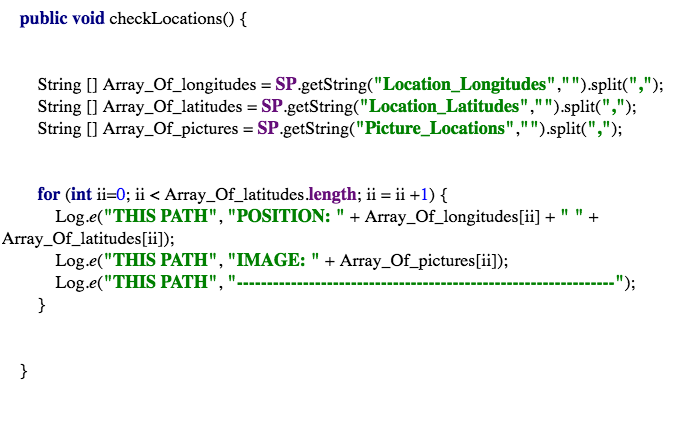 public void checkLocations() {
String [] Array_Of_longitudes = SP.getString("Location_Longitudes","").split(",");
String [] Array_Of_latitudes = SP.getString("Location_Latitudes","").split(",");
String [] Array_Of_pictures = SP.getString("Picture_Locations","").split(",");
for (int ii=0; ii < Array_Of_latitudes.length; ii = ii +1) {
Log.e("THIS PATH", "POSITION: " + Array_Of_longitudes[ii] + " " +
Array_Of_latitudes[ii]);
Log.e("THIS PATH", "IMAGE: " + Array_Of_pictures[ii]);
Log.e("THIS PATH", "---------------------------------------------------------------");
}
}